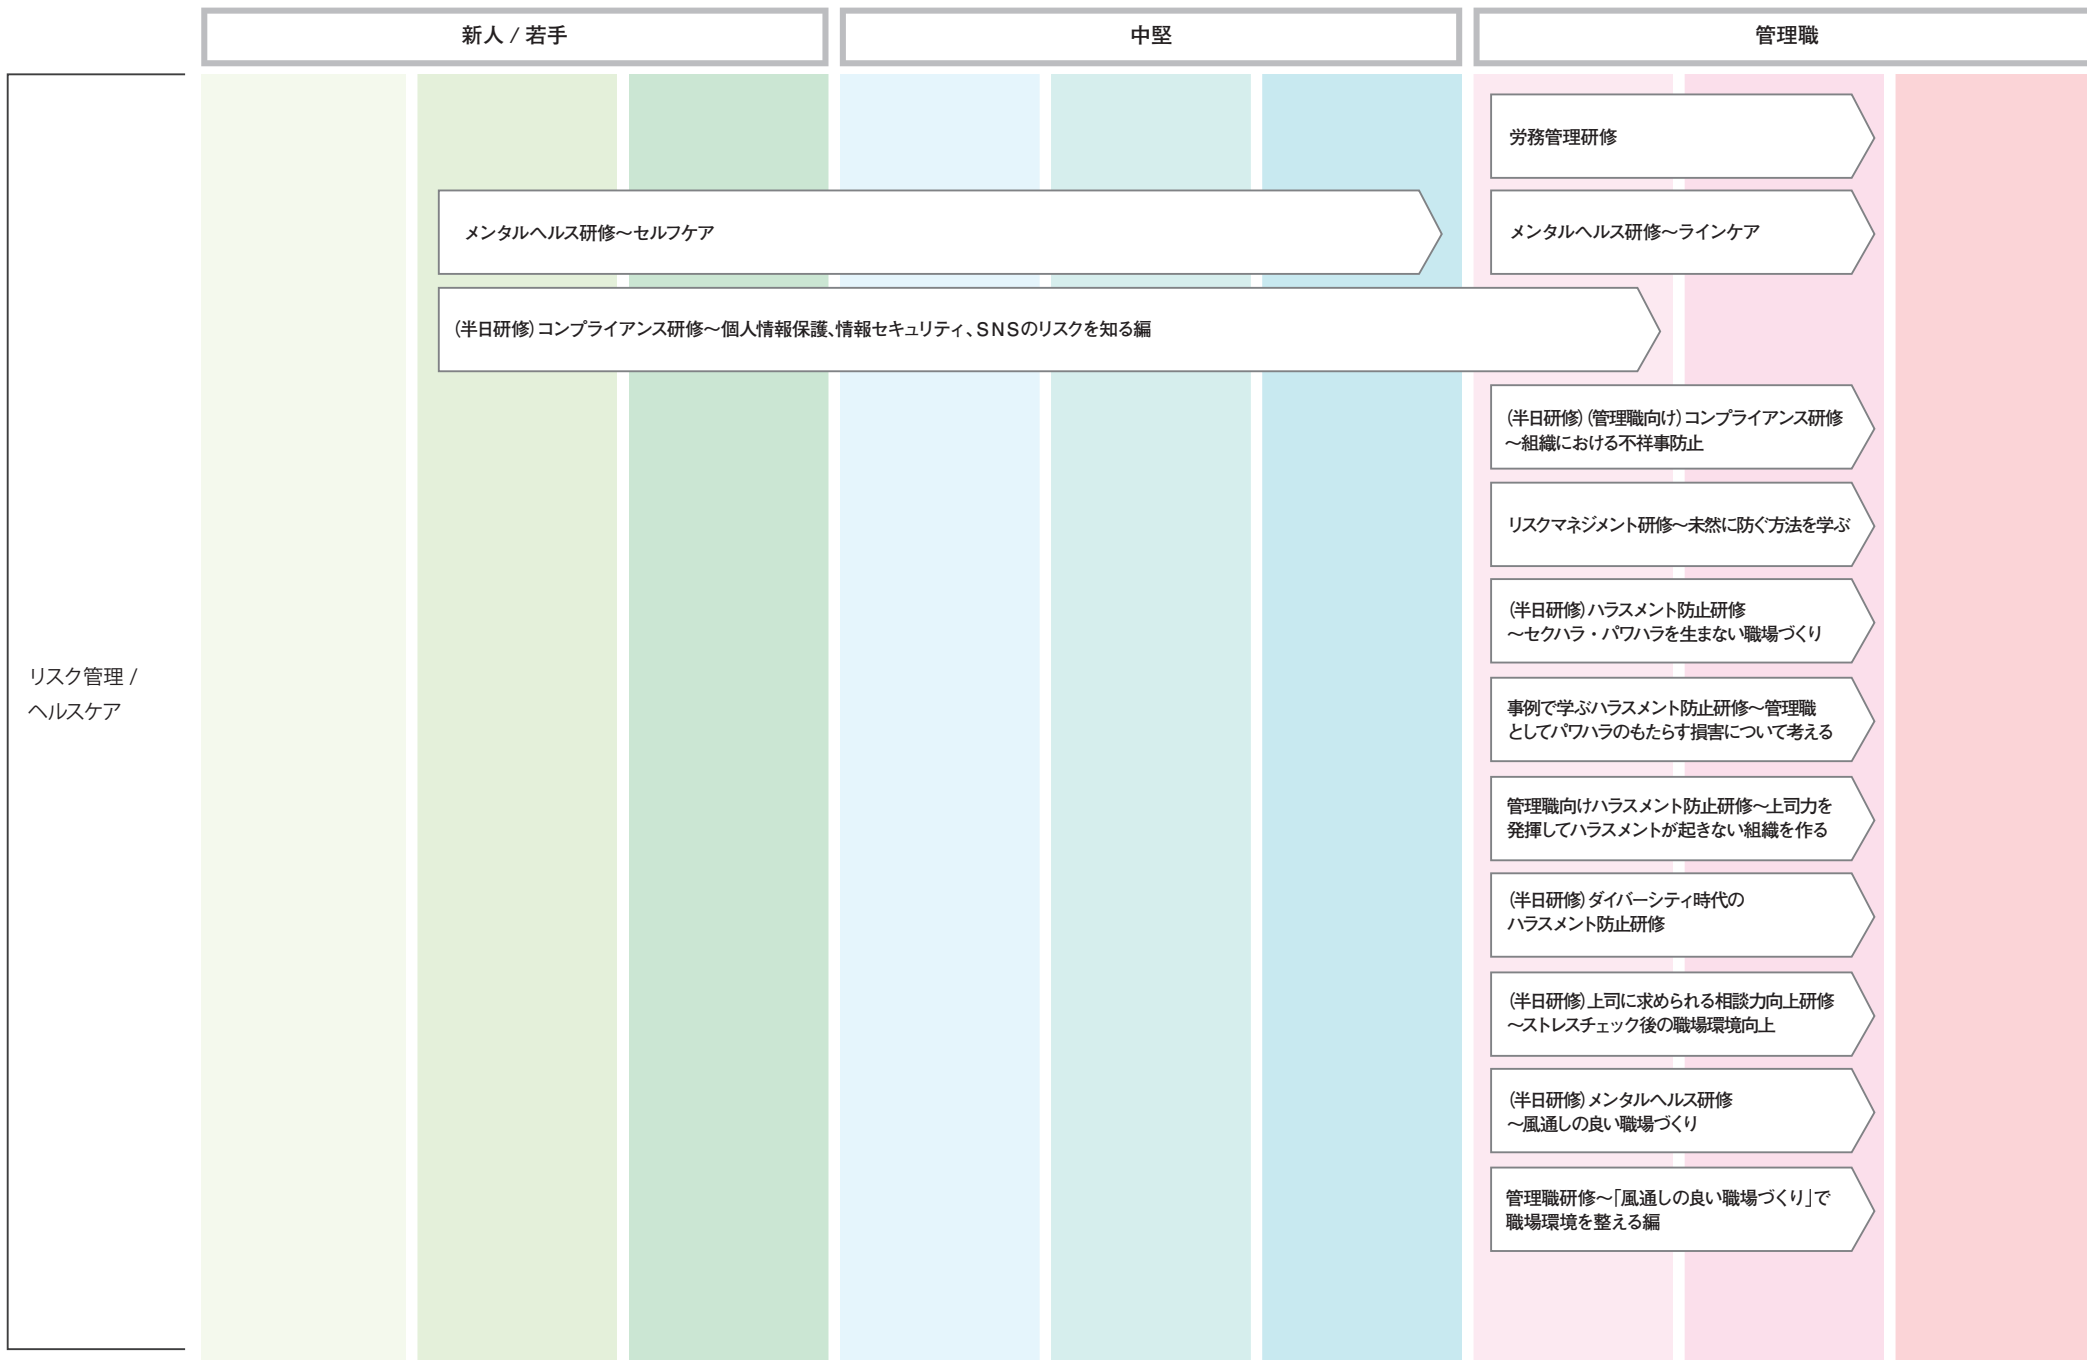 新人 / 若手
中堅
管理職
リスク管理 /
ヘルスケア
労務管理研修
メンタルヘルス研修～セルフケア
メンタルヘルス研修～ラインケア
(半日研修)コンプライアンス研修～個人情報保護、情報セキュリティ、SNSのリスクを知る編
(半日研修)(管理職向け)コンプライアンス研修
～組織における不祥事防止
リスクマネジメント研修～未然に防ぐ方法を学ぶ
(半日研修)ハラスメント防止研修
～セクハラ・パワハラを生まない職場づくり
事例で学ぶハラスメント防止研修～管理職
としてパワハラのもたらす損害について考える
管理職向けハラスメント防止研修～上司力を
発揮してハラスメントが起きない組織を作る
(半日研修)ダイバーシティ時代の
ハラスメント防止研修
(半日研修)上司に求められる相談力向上研修
～ストレスチェック後の職場環境向上
(半日研修)メンタルヘルス研修
～風通しの良い職場づくり
管理職研修～「風通しの良い職場づくり」で
職場環境を整える編